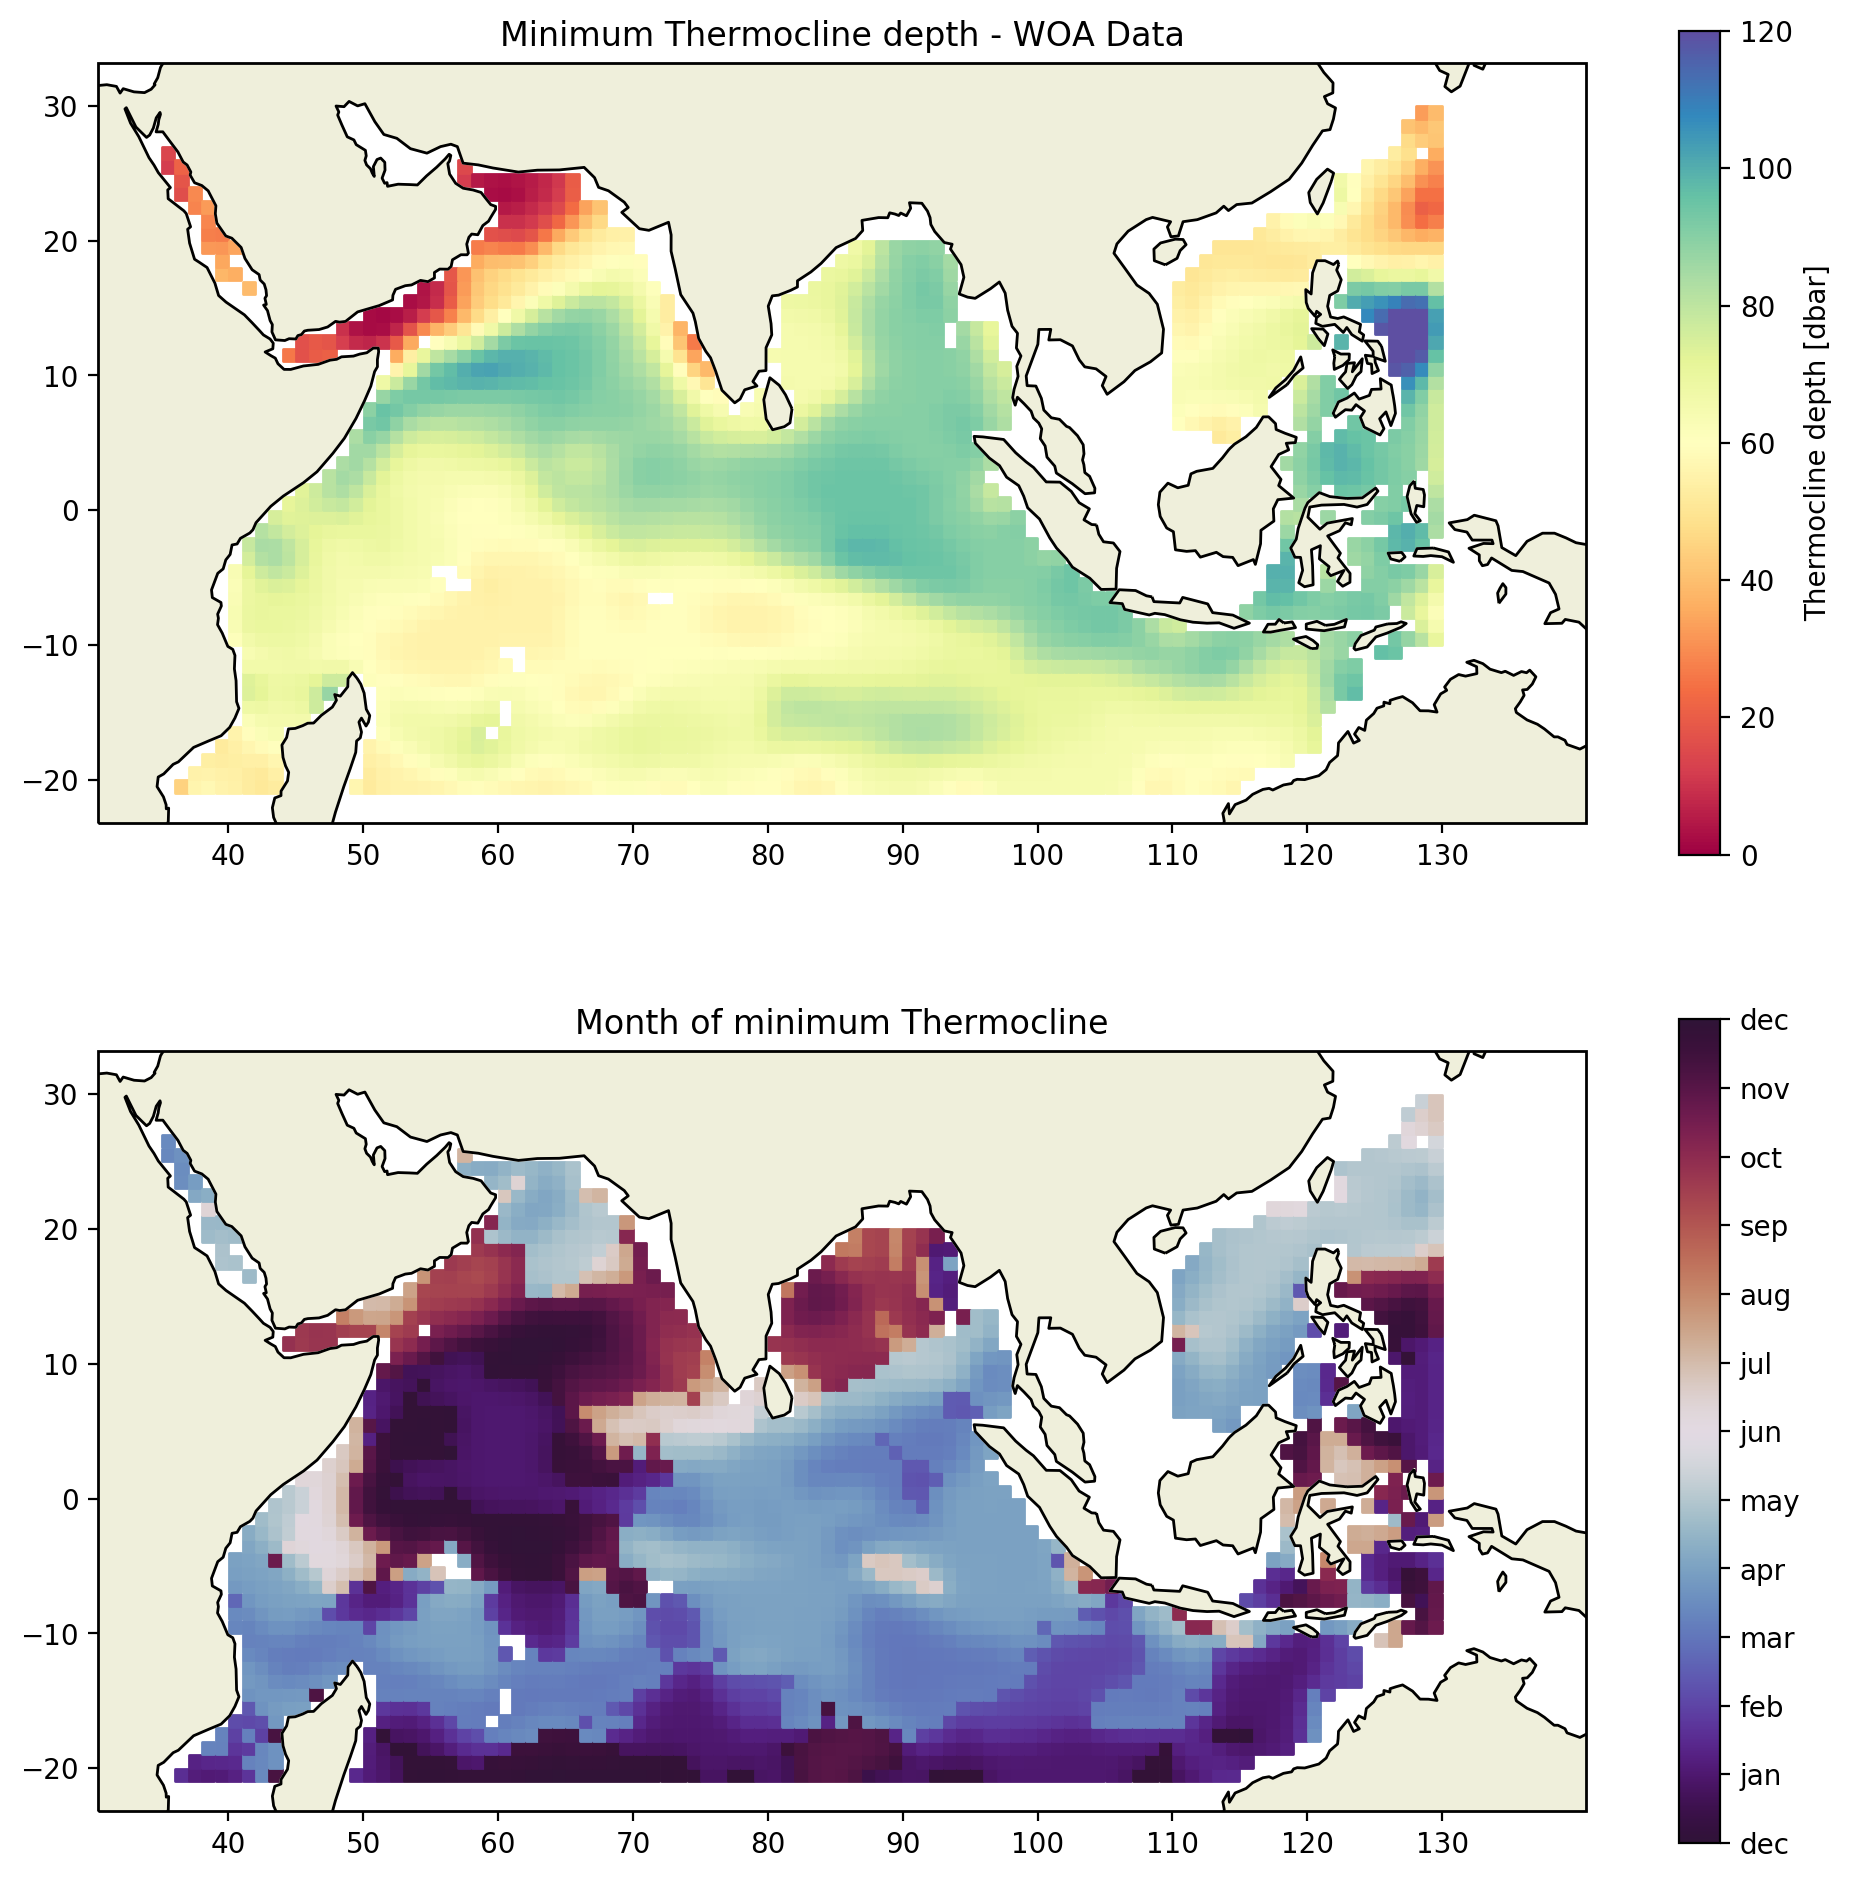 Minimum Thermocline depth - WOA Data
30
20
10
0
−10
−20
40 50 60 70 80 90 100 110 120 130
120
100
80
60
40
20
0
Thermocline depth [dbar]
Month of minimum Thermocline
30
20
10
0
−10
−20
40 50 60 70 80 90 100 110 120 130
dec
nov
oct
sep
aug
jul
jun
may
apr
mar
feb
jan
dec